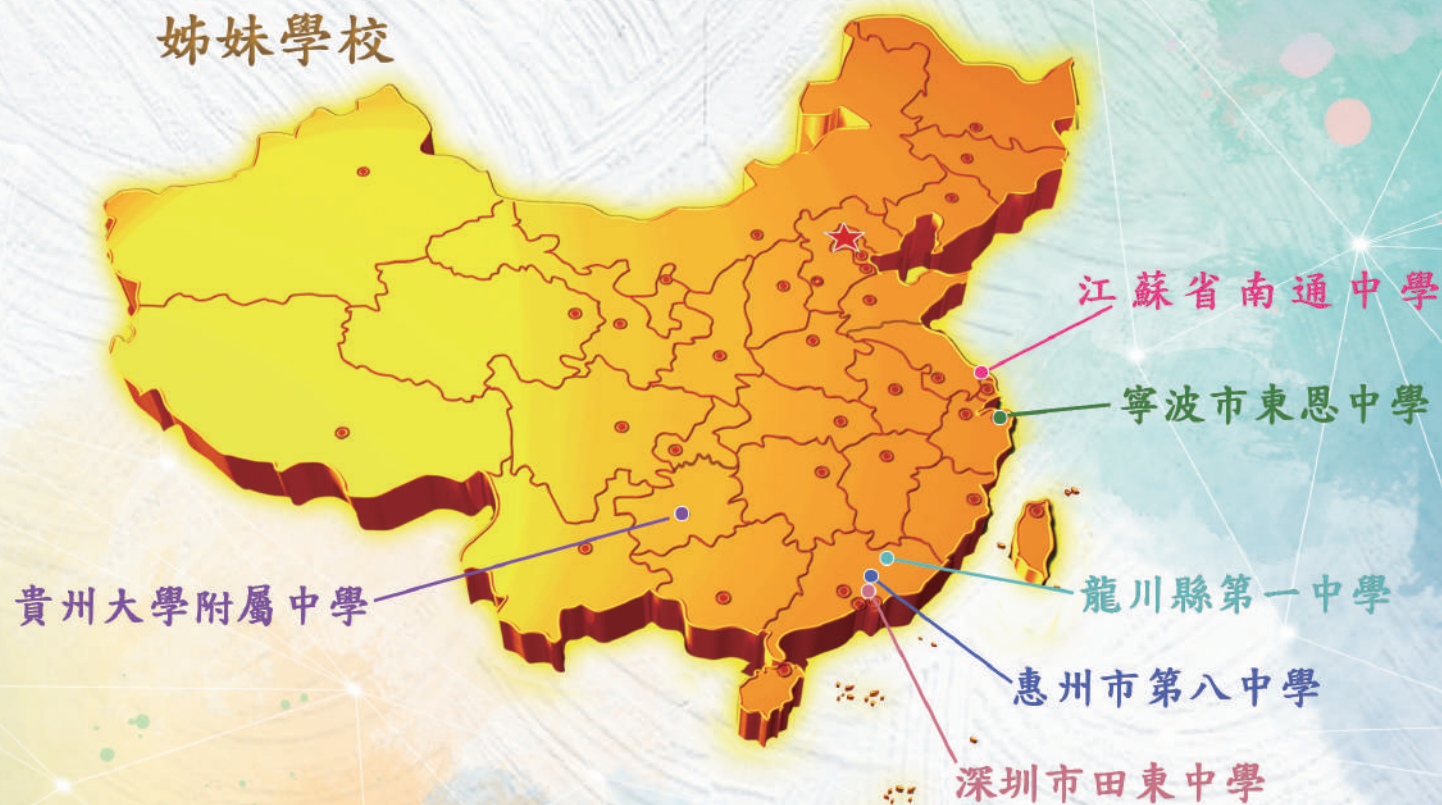 姊妹學校
江蘇省南通中學
寧波市東恩中學
龍川縣第一中學
貴州大學附屬中學
惠州市第八中學
深圳市田東中學